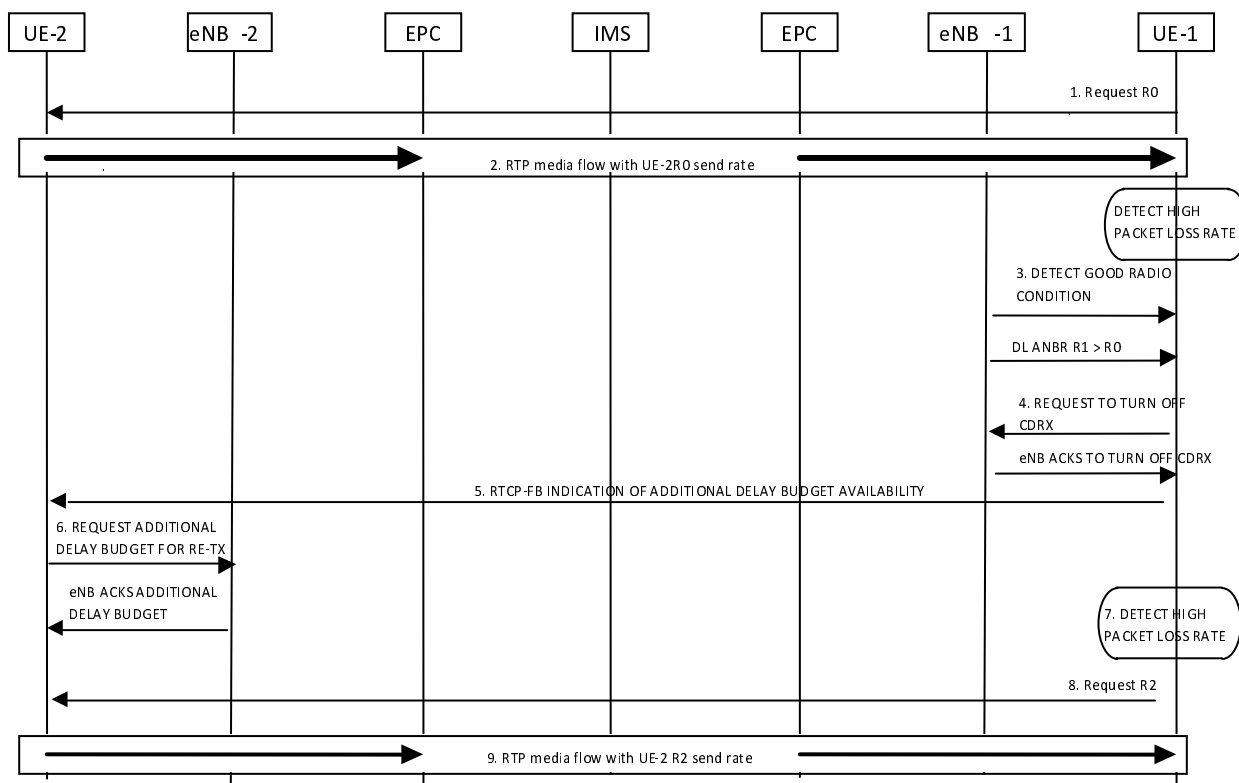 UE-2 eNB -2 EPC IMS EPC eNB -1 UE-1
1. Request R0
2. RTP media flow with UE-2R0 send rate
DETECT HIGH
PACKET LOSS RATE
3. DETECT GOOD RADIO
CONDITION
DL ANBR R1 > R0
4. REQUEST TO TURN OFF
CDRX
eNB ACKS TO TURN OFF CDRX
5. RTCP-FB INDICATION OF ADDITIONAL DELAY BUDGET AVAILABILITY
6. REQUEST ADDITIONAL
DELAY BUDGET FOR RE-TX
eNB ACKS ADDITIONAL
DELAY BUDGET
7. DETECT HIGH
PACKET LOSS RATE
8. Request R2
9. RTP media flow with UE-2 R2 send rate